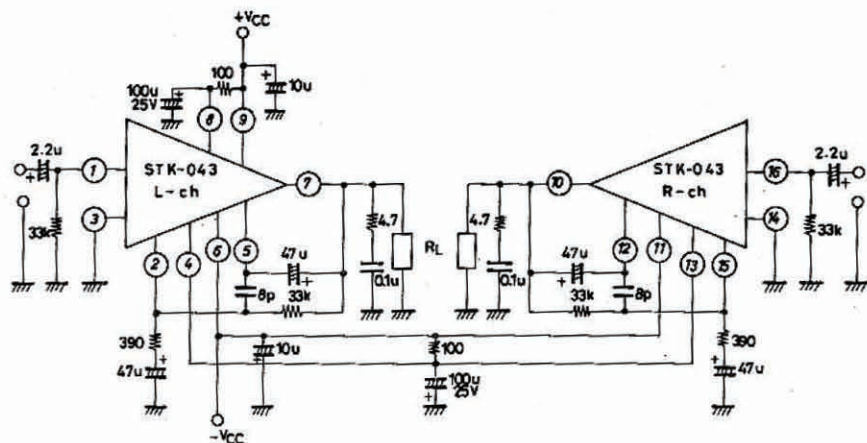 +Vcc
100
100u
25V
10u
8
9
2.2u
1
STK-043
L-ch
7
3
33k
2
4
6
5
4.7
47u
0.1u
RL
8p
33k
390
47u
10u
-Vcc
10
STK-043
R-ch
16
2.2u
14
33k
4.7
12
11
13
15
47u
0.1u
33k
8p
390
47u
100
100u
25V